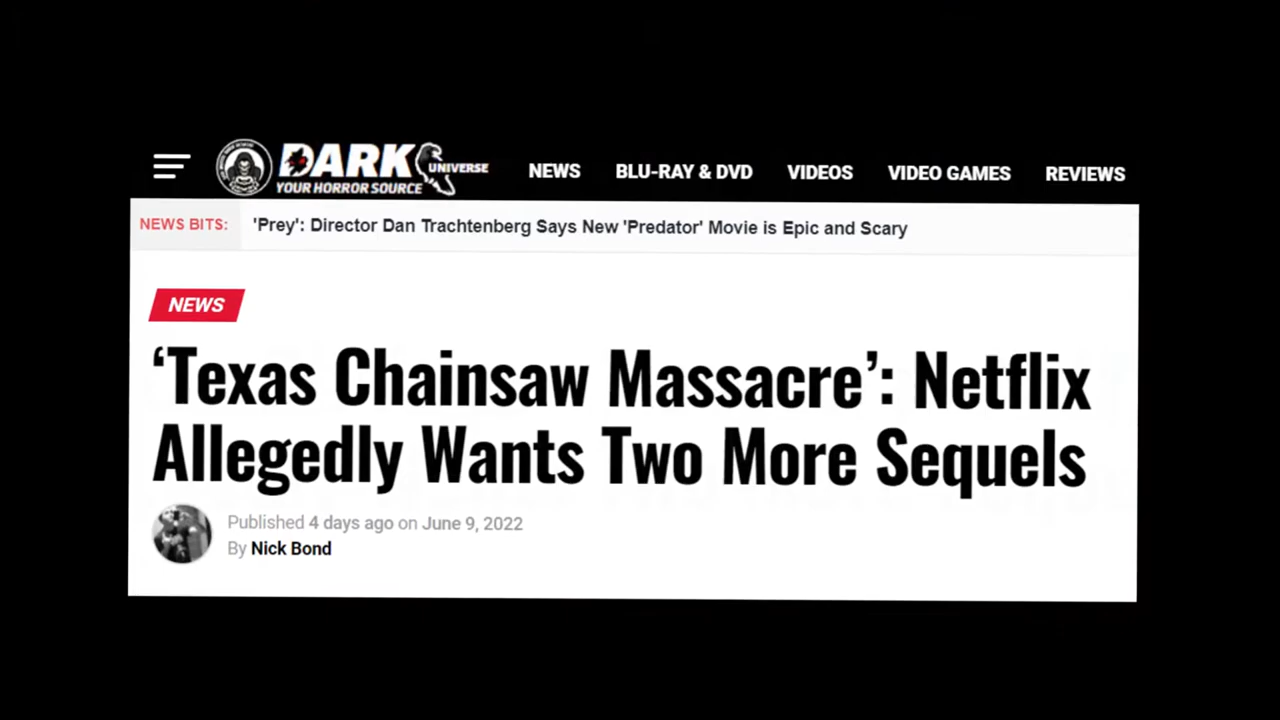 DARK UNIVERSE
YOUR HORROR SOURCE
NEWS BLU-RAY & DVD VIDEOS VIDEO GAMES REVIEWS
NEWS BITS: 'Prey': Director Dan Trachtenberg Says New 'Predator' Movie is Epic and Scary
NEWS
‘Texas Chainsaw Massacre’: Netflix
Allegedly Wants Two More Sequels
Published 4 days ago on June 9, 2022
By Nick Bond